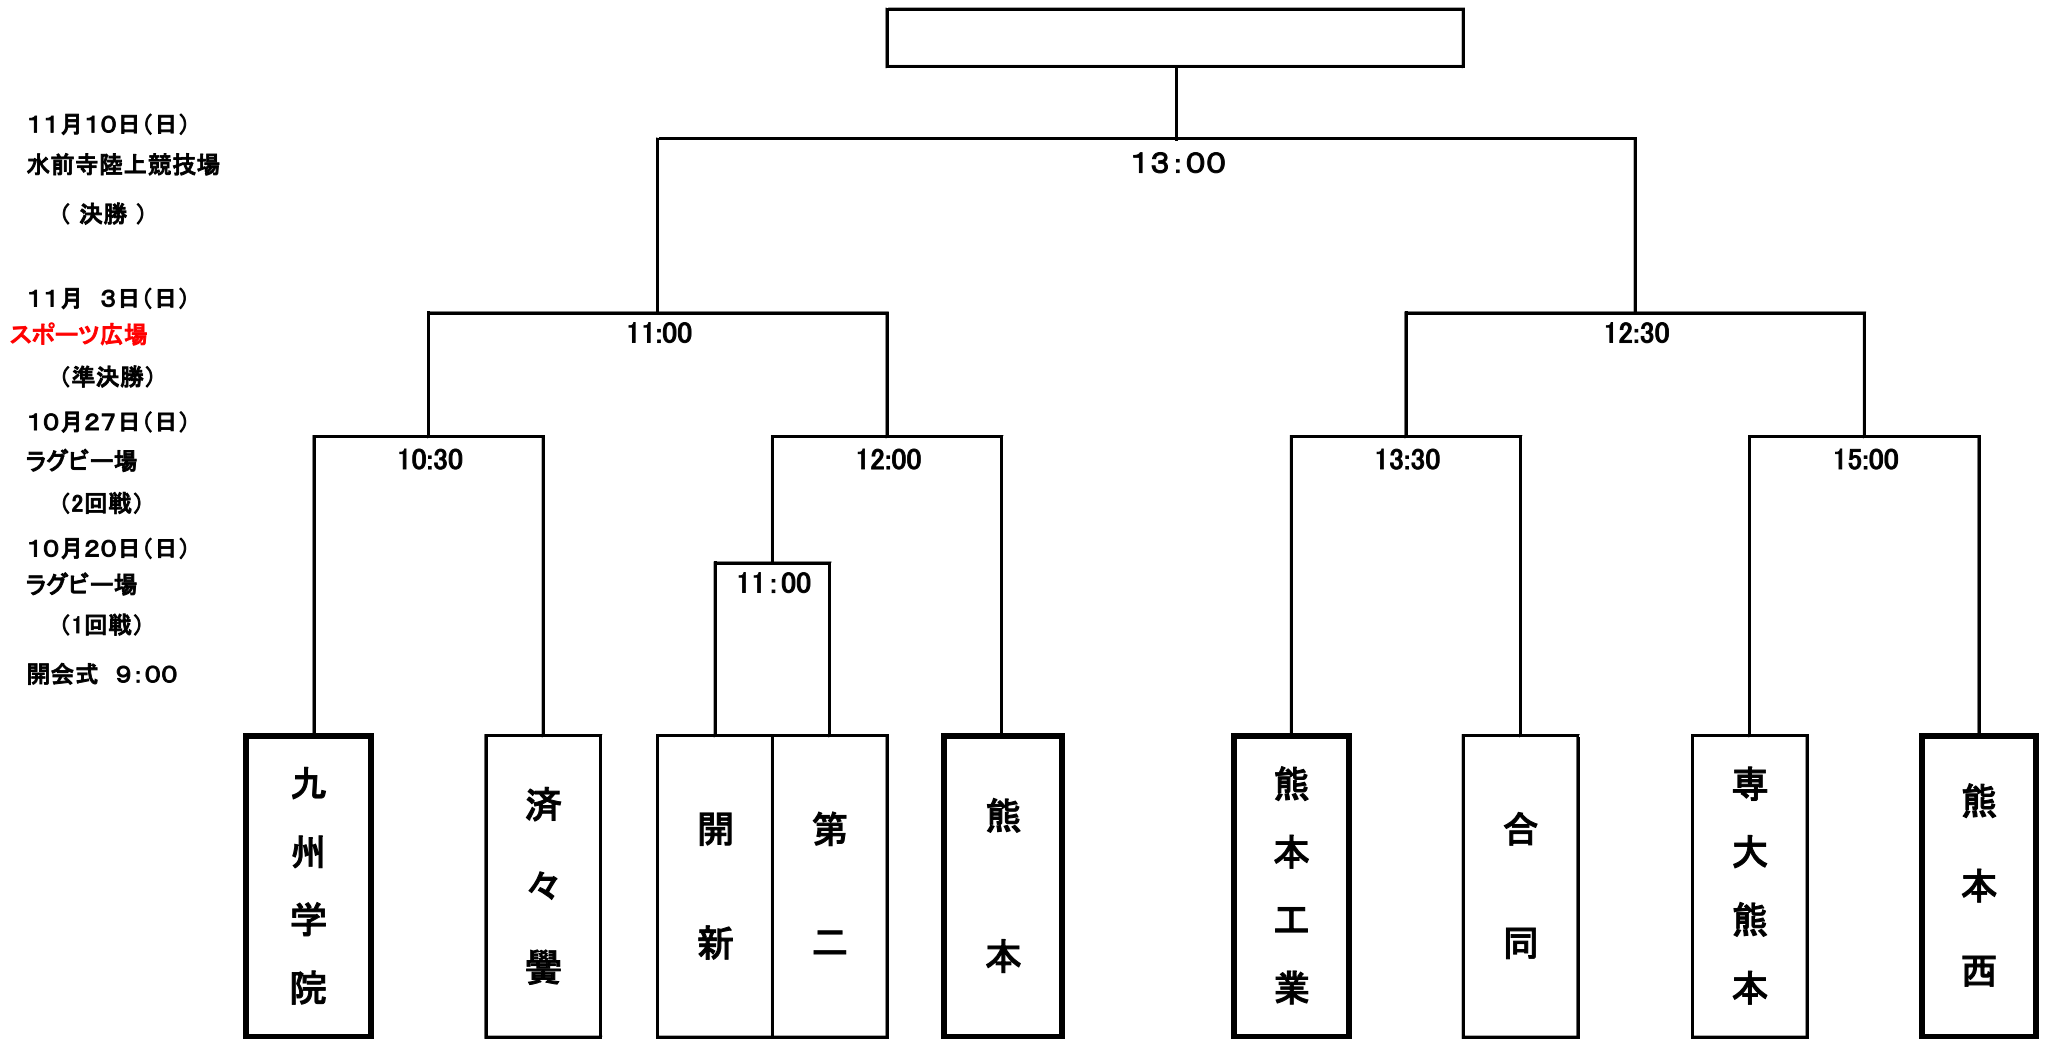 11月10日(日)
水前寺陸上競技場
13:00
( 決勝 )
11月　3日(日)
スポーツ広場
11:00
12:30
(準決勝)
10月27日(日)
ラグビー場
10:30
12:00
13:30
15:00
(2回戦)
10月20日(日)
ラグビー場
11:00
(1回戦)
開会式　9:00
九州学院
済々黌
開新
第二
熊本
熊本工業
合同
専大熊本
熊本西